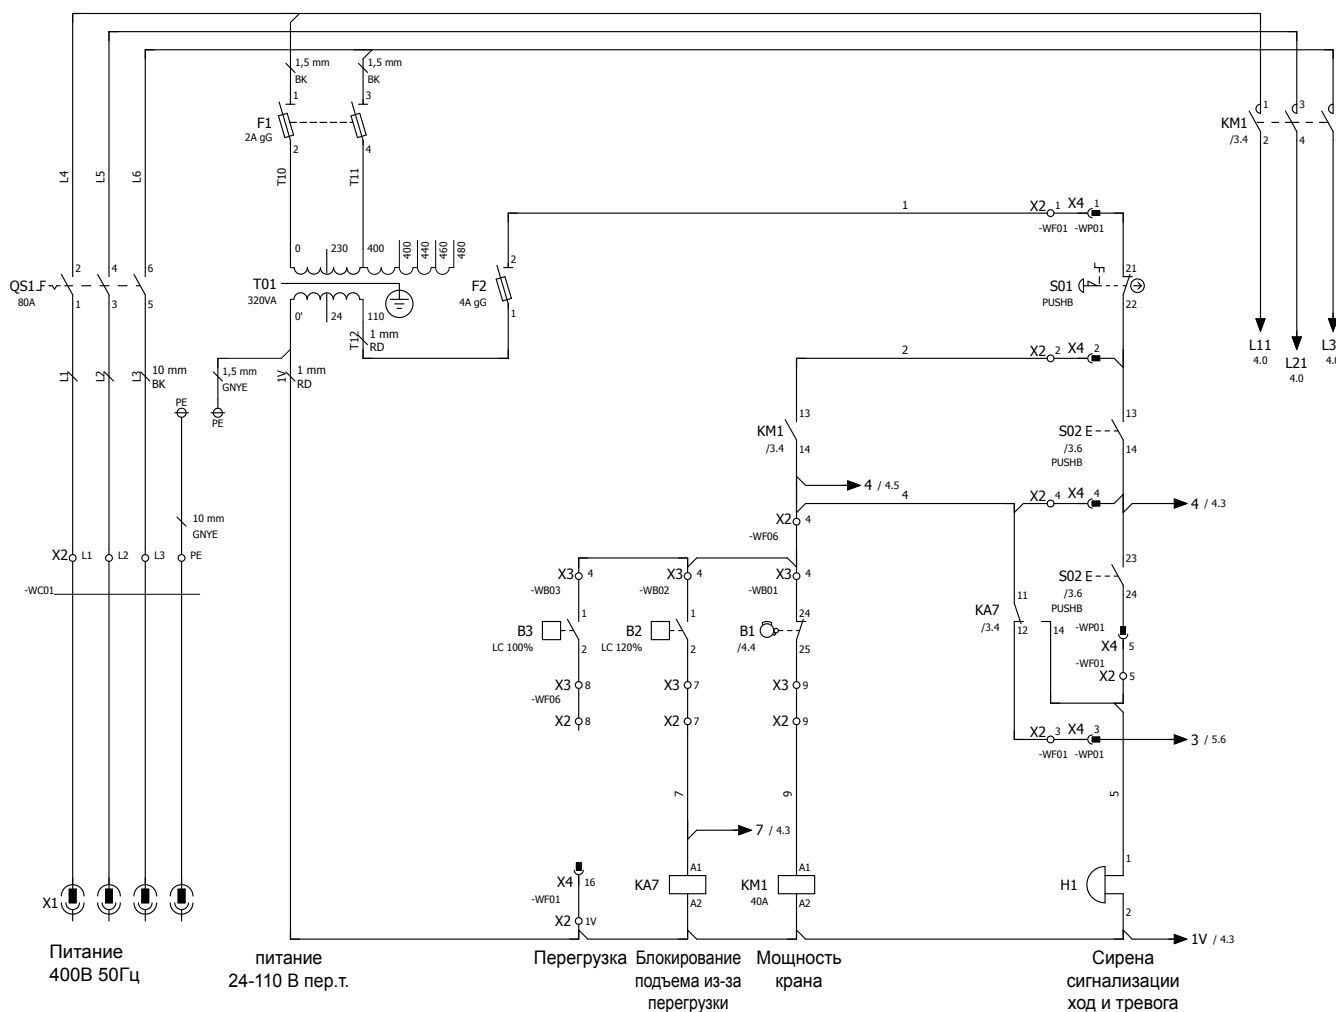 1,5 mm
BK
1,5 mm
BK
1
3
F1
2A gG
2
4
L4
L5
L6
T10
T11
1
3
KM1
/3.4
2
4
1
X2 1
X4 1
-WF01
-WP01
0
230
400
400
440
460
480
2
4
6
QS1
80A
1
3
5
T01
320VA
0'
24
110
2
F2
4A gG
1
21
S01
PUSHB
22
T12
1 mm
RD
L11
4.0
L21
4.0
L3
4.0
2
X2 2
X4 2
L1
L2
L3
10 mm
BK
1,5 mm
GNYE
1V
1 mm
RD
PE
PE
13
KM1
/3.4
14
13
S02
/3.6
PUSHB
14
4 / 4.5
4
X2 4
X4 4
4 / 4.3
10 mm
GNYE
X2 4
-WF06
X2
L1
L2
L3
PE
-WC01
X3 4
-WB03
X3 4
-WB02
X3 4
-WB01
23
S02
/3.6
PUSHB
24
11
KA7
/3.4
12
14
1
B3
LC 100%
2
1
B2
LC 120%
2
24
B1
/4.4
25
-WP01
X4 5
-WF01
X2 5
X3 8
-WF06
X2 8
X3 7
X2 7
X3 9
X2 9
X2 3
X4 3
-WF01
-WP01
3 / 5.6
7
9
5
7 / 4.3
X4 16
-WF01
X2 1V
A1
KA7
A2
A1
KM1
40A
A2
1
H1
2
X1
1V / 4.3
Питание
400В 50Гц
питание
24-110 В пер.т.
Перегрузка
Блокирование
подъема из-за
перегрузки
Мощность
крана
Сирена
сигнализации
ход и тревога